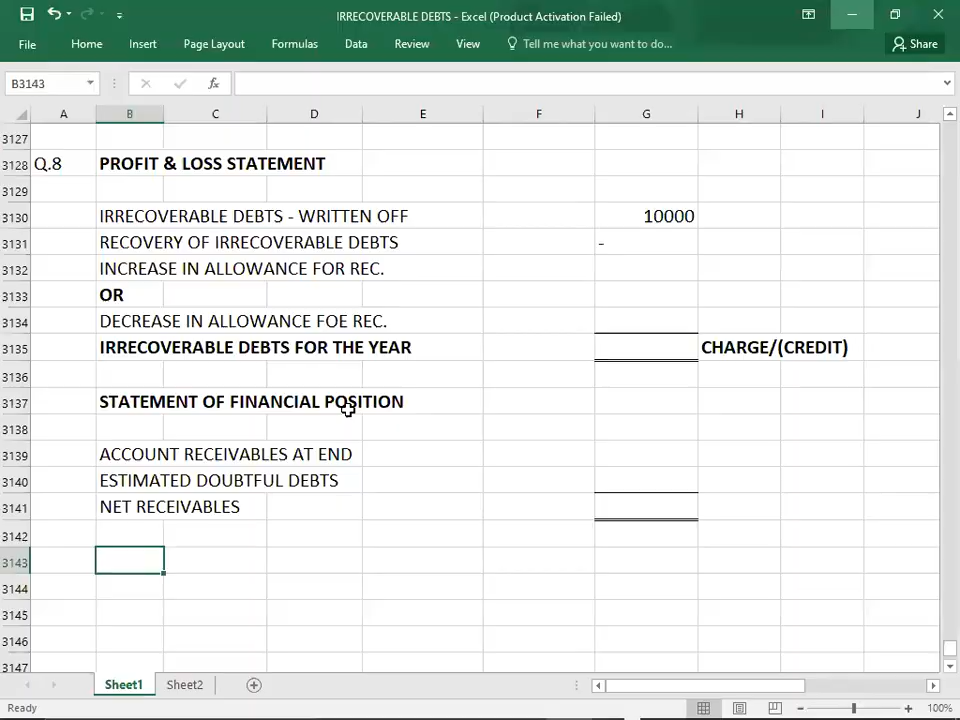 IRRECOVERABLE DEBTS - Excel (Product Activation Failed)
File Home Insert Page Layout Formulas Data Review View Tell me what you want to do... Share
B3143 fx
A B C D E F G H I J
3127
3128 Q.8 PROFIT & LOSS STATEMENT
3129
3130 IRRECOVERABLE DEBTS - WRITTEN OFF 10000
3131 RECOVERY OF IRRECOVERABLE DEBTS -
3132 INCREASE IN ALLOWANCE FOR REC.
3133 OR
3134 DECREASE IN ALLOWANCE FOE REC.
3135 IRRECOVERABLE DEBTS FOR THE YEAR CHARGE/(CREDIT)
3136
3137 STATEMENT OF FINANCIAL POSITION
3138
3139 ACCOUNT RECEIVABLES AT END
3140 ESTIMATED DOUBTFUL DEBTS
3141 NET RECEIVABLES
3142
3143
3144
3145
3146
3147
Sheet1 Sheet2
Ready 100%